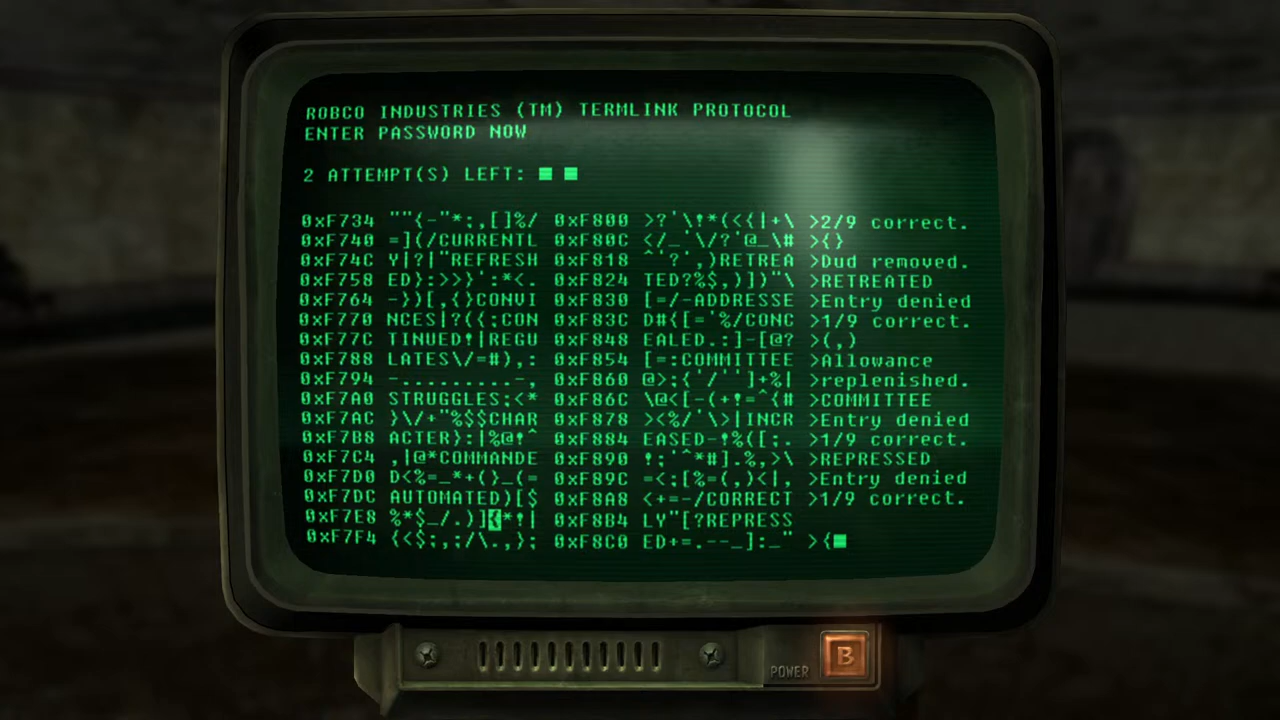 ROBCO INDUSTRIES (TM) TERMLINK PROTOCOL
ENTER PASSWORD NOW
2 ATTEMPT(S) LEFT: ■ ■
0xF734 ""{-"*:,[]%/ 0xF800 >?'\!*(<{|+\ >2/9 correct.
0xF740 =](/CURRENTL 0xF80C </_'\/?'@_\# >{}
0xF74C Y|?|"REFRESH 0xF818 ^'?',)RETREA >Dud removed.
0xF758 ED}:>>}':*<. 0xF824 TED?%$,)])"\ >RETREATED
0xF764 -})[,{}CONVI 0xF830 [=/-ADDRESSE >Entry denied
0xF770 NCES|?({;CON 0xF83C D#{[='%/CONC >1/9 correct.
0xF77C TINUED!|REGU 0xF848 EALED.:]-[@? >(,)
0xF788 LATES\/=#),: 0xF854 [=:COMMITTEE >Allowance
0xF794 -.........-, 0xF860 @>;{'/'']+%| >replenished.
0xF7A0 STRUGGLES;<* 0xF86C \@<[-(+!=^{# >COMMITTEE
0xF7AC }\/+"%$$CHAR 0xF878 ><%/'\>|INCR >Entry denied
0xF7B8 ACTER}:|%@!^ 0xF884 EASED-!%([;. >1/9 correct.
0xF7C4 ,|@*COMMANDE 0xF890 !;'^*#].%,>\ >REPRESSED
0xF7D0 D<%=_*+(}_(= 0xF89C =<;[%=(,)<|, >Entry denied
0xF7DC AUTOMATED)[$ 0xF8A8 <+=-/CORRECT >1/9 correct.
0xF7E8 %*$_/.)]{*!| 0xF8B4 LY"[?REPRESS
0xF7F4 {<$;,;/\.,}; 0xF8C0 ED+=.--_]:_" >{■
POWER
B